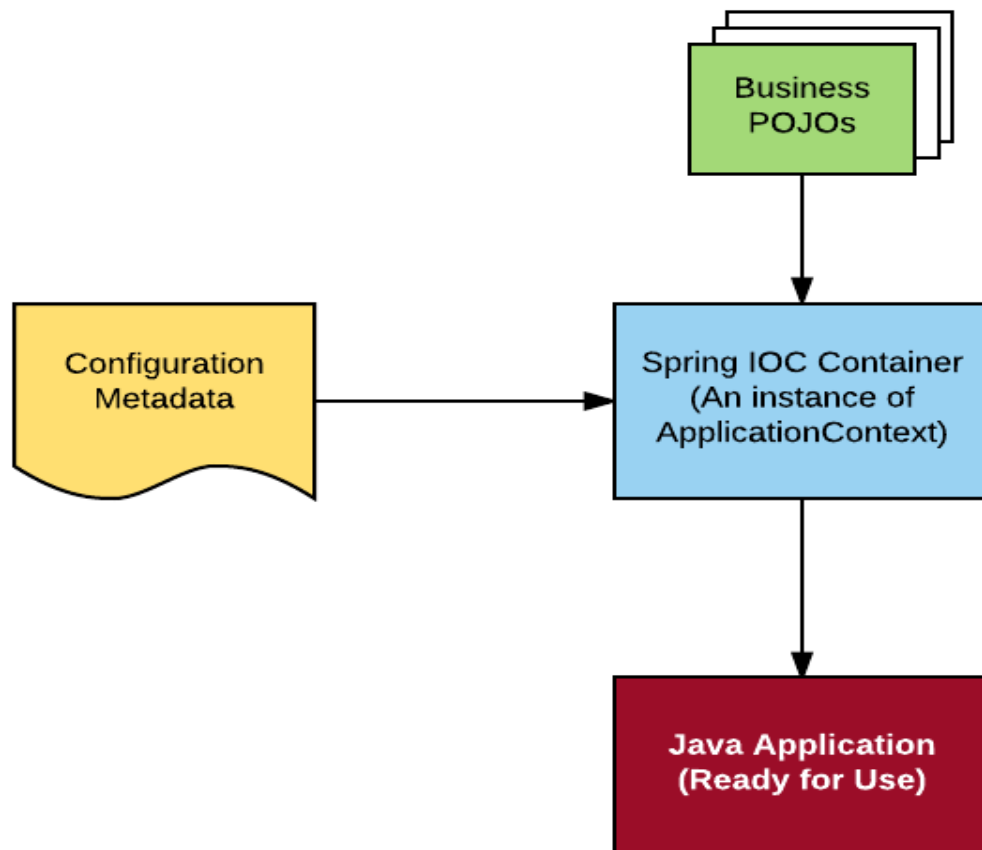 Business
POJOs
Configuration
Metadata
Spring IOC Container
(An instance of
ApplicationContext)
Java Application
(Ready for Use)